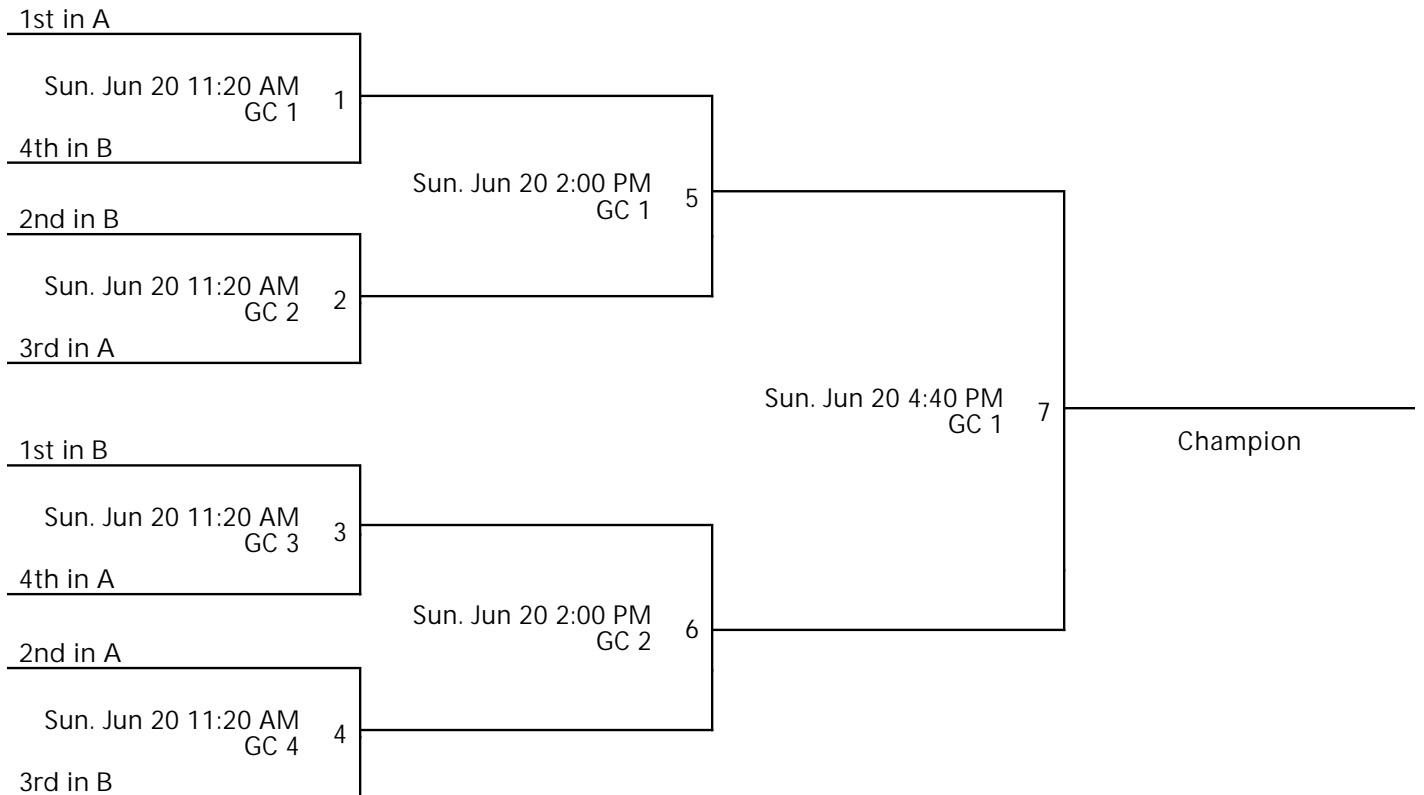 1st in A
Sun. Jun 20 11:20 AM
GC 1
1
4th in B
2nd in B
Sun. Jun 20 11:20 AM
GC 2
2
3rd in A
1st in B
Sun. Jun 20 11:20 AM
GC 3
3
4th in A
2nd in A
Sun. Jun 20 11:20 AM
GC 4
4
3rd in B
Sun. Jun 20 2:00 PM
GC 1
5
Sun. Jun 20 2:00 PM
GC 2
6
Sun. Jun 20 4:40 PM
GC 1
7
Champion